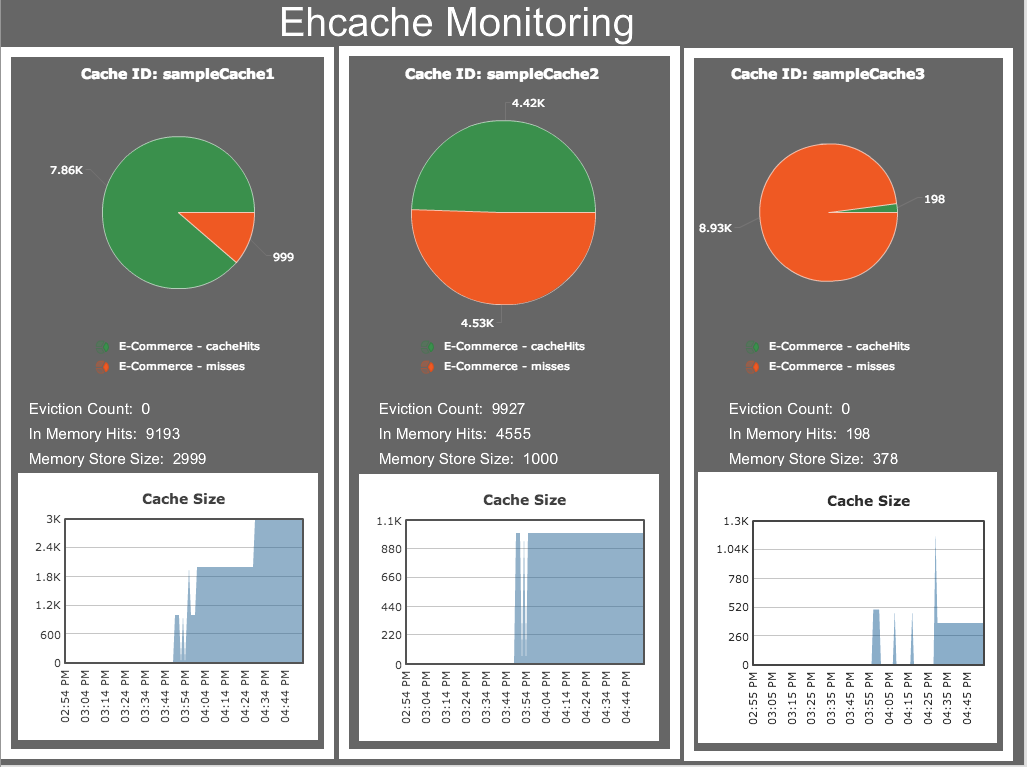 Ehcache Monitoring
Cache ID: sampleCache1
7.86K
999
E-Commerce - cacheHits
E-Commerce - misses
Eviction Count: 0
In Memory Hits: 9193
Memory Store Size: 2999
Cache Size
3K
2.4K
1.8K
1.2K
600
0
02:54 PM
03:04 PM
03:14 PM
03:24 PM
03:34 PM
03:44 PM
03:54 PM
04:04 PM
04:14 PM
04:24 PM
04:34 PM
04:44 PM
Cache ID: sampleCache2
4.42K
4.53K
E-Commerce - cacheHits
E-Commerce - misses
Eviction Count: 9927
In Memory Hits: 4555
Memory Store Size: 1000
Cache Size
1.1K
880
660
440
220
0
02:54 PM
03:04 PM
03:14 PM
03:24 PM
03:34 PM
03:44 PM
03:54 PM
04:04 PM
04:14 PM
04:24 PM
04:34 PM
04:44 PM
Cache ID: sampleCache3
198
8.93K
E-Commerce - cacheHits
E-Commerce - misses
Eviction Count: 0
In Memory Hits: 198
Memory Store Size: 378
Cache Size
1.3K
1.04K
780
520
260
0
02:55 PM
03:05 PM
03:15 PM
03:25 PM
03:35 PM
03:45 PM
03:55 PM
04:05 PM
04:15 PM
04:25 PM
04:35 PM
04:45 PM